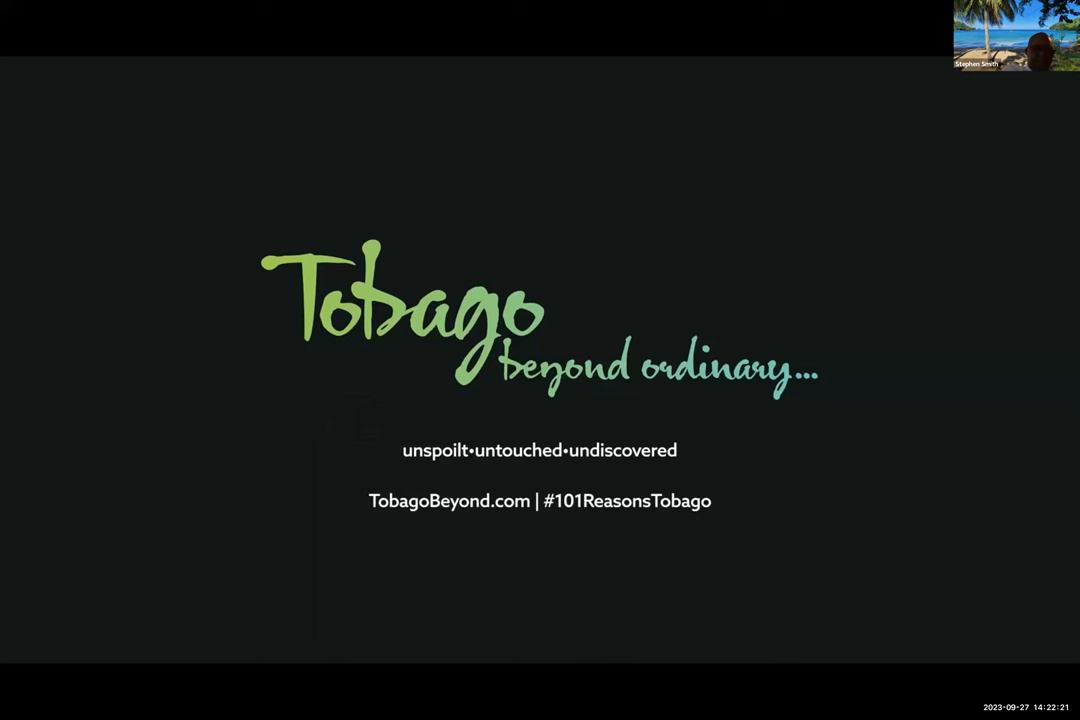 Stephen Smith
Tobago
beyond ordinary...
unspoilt•untouched•undiscovered
TobagoBeyond.com | #101ReasonsTobago
2023-09-27 14:22:21